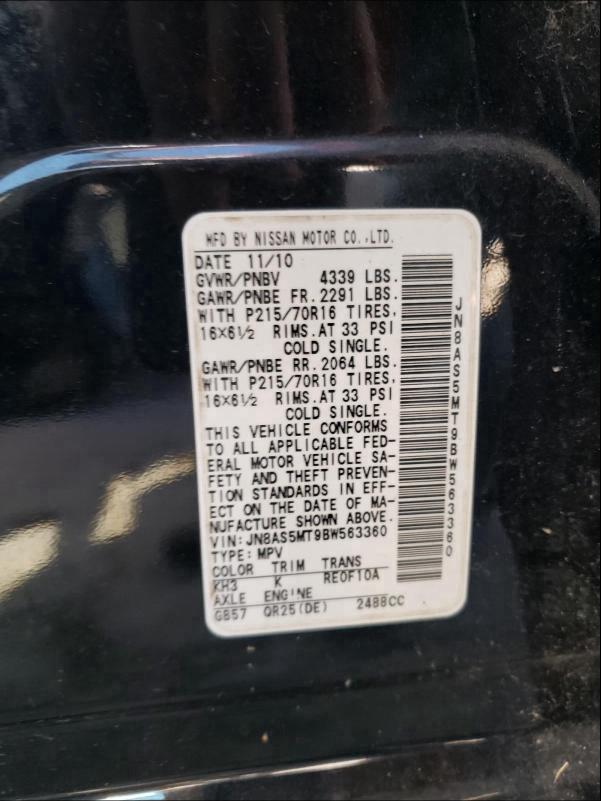 MFD BY NISSAN MOTOR CO.,LTD.
DATE 11/10
GVWR/PNBV 4339 LBS.
GAWR/PNBE FR.2291 LBS.
WITH P215/70R16 TIRES,
16×6½ RIMS.AT 33 PSI
COLD SINGLE.
GAWR/PNBE RR.2064 LBS.
WITH P215/70R16 TIRES,
16×6½ RIMS.AT 33 PSI
COLD SINGLE.
THIS VEHICLE CONFORMS
TO ALL APPLICABLE FED-
ERAL MOTOR VEHICLE SA-
FETY AND THEFT PREVEN-
TION STANDARDS IN EFF-
ECT ON THE DATE OF MA-
NUFACTURE SHOWN ABOVE.
VIN:JN8AS5MT9BW563360
TYPE:MPV
COLOR TRIM TRANS
KH3 K RE0F10A
AXLE ENGINE
GB57 QR25(DE) 2488CC
JN8AS5MT9BW563360